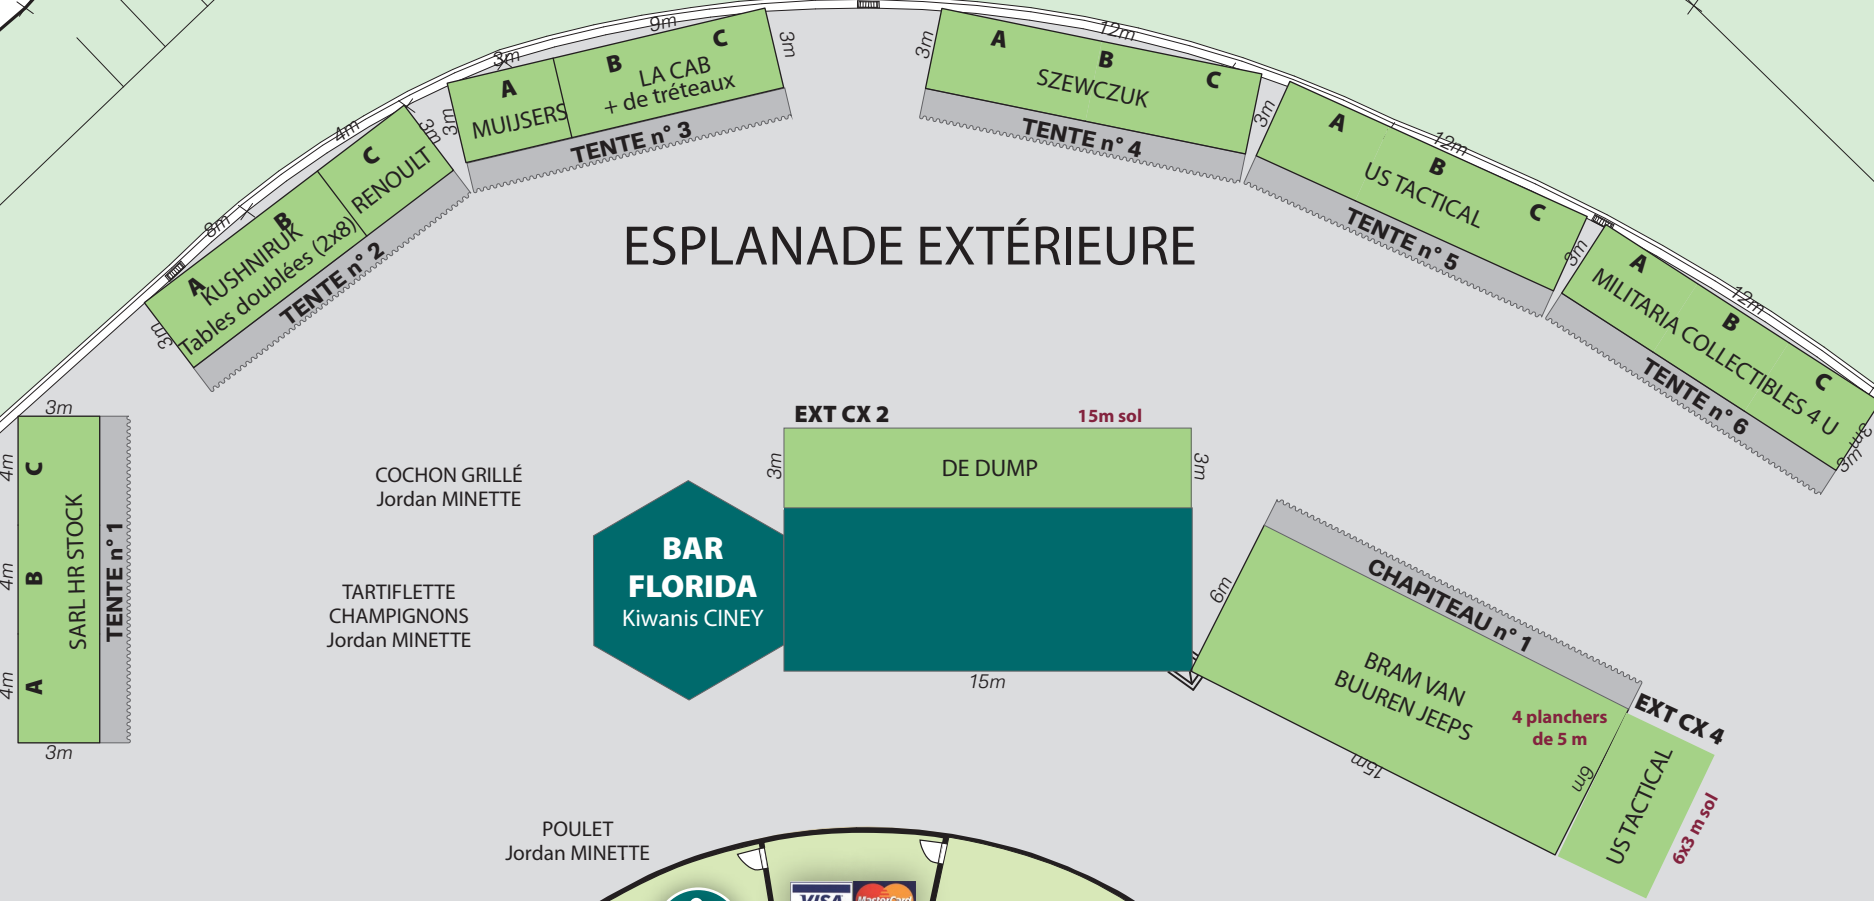 9m
12m
3m
A
MUIJSERS
B
C
LA CAB
+ de tréteaux
3m
3m
TENTE n° 3
3m
A
B
C
SZEWCZUK
TENTE n° 4
3m
12m
A
B
C
US TACTICAL
TENTE n° 5
4m
3m
C
RENOULT
8m
A
B
KUSHNIRUK
Tables doublées (2x8)
3m
TENTE n° 2
ESPLANADE EXTÉRIEURE
3m
12m
A
B
C
MILITARIA COLLECTIBLES 4 U
TENTE n° 6
3m
3m
3m
4m
C
4m
B
4m
A
SARL HR STOCK
TENTE n° 1
3m
COCHON GRILLÉ
Jordan MINETTE
TARTIFLETTE
CHAMPIGNONS
Jordan MINETTE
EXT CX 2
15m sol
3m
DE DUMP
3m
BAR
FLORIDA
Kiwanis CINEY
15m
6m
CHAPITEAU n° 1
BRAM VAN
BUUREN JEEPS
4 planchers
de 5 m
15m
6m
EXT CX 4
US TACTICAL
6x3 m sol
POULET
Jordan MINETTE
VISA
MasterCard